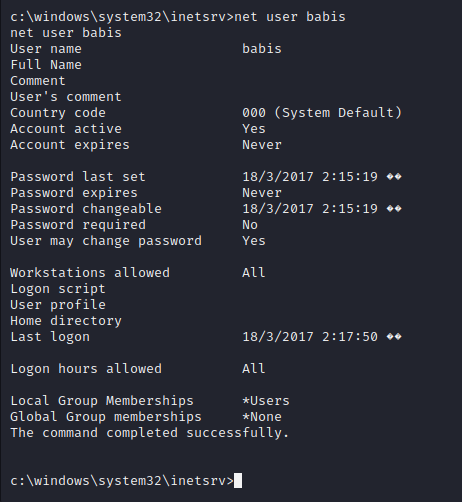 c:\windows\system32\inetsrv>net user babis
net user babis
User name                    babis
Full Name
Comment
User's comment
Country code                 000 (System Default)
Account active               Yes
Account expires              Never

Password last set            18/3/2017 2:15:19 ��
Password expires             Never
Password changeable          18/3/2017 2:15:19 ��
Password required            No
User may change password     Yes

Workstations allowed         All
Logon script
User profile
Home directory
Last logon                   18/3/2017 2:17:50 ��

Logon hours allowed          All

Local Group Memberships      *Users
Global Group memberships     *None
The command completed successfully.

c:\windows\system32\inetsrv>